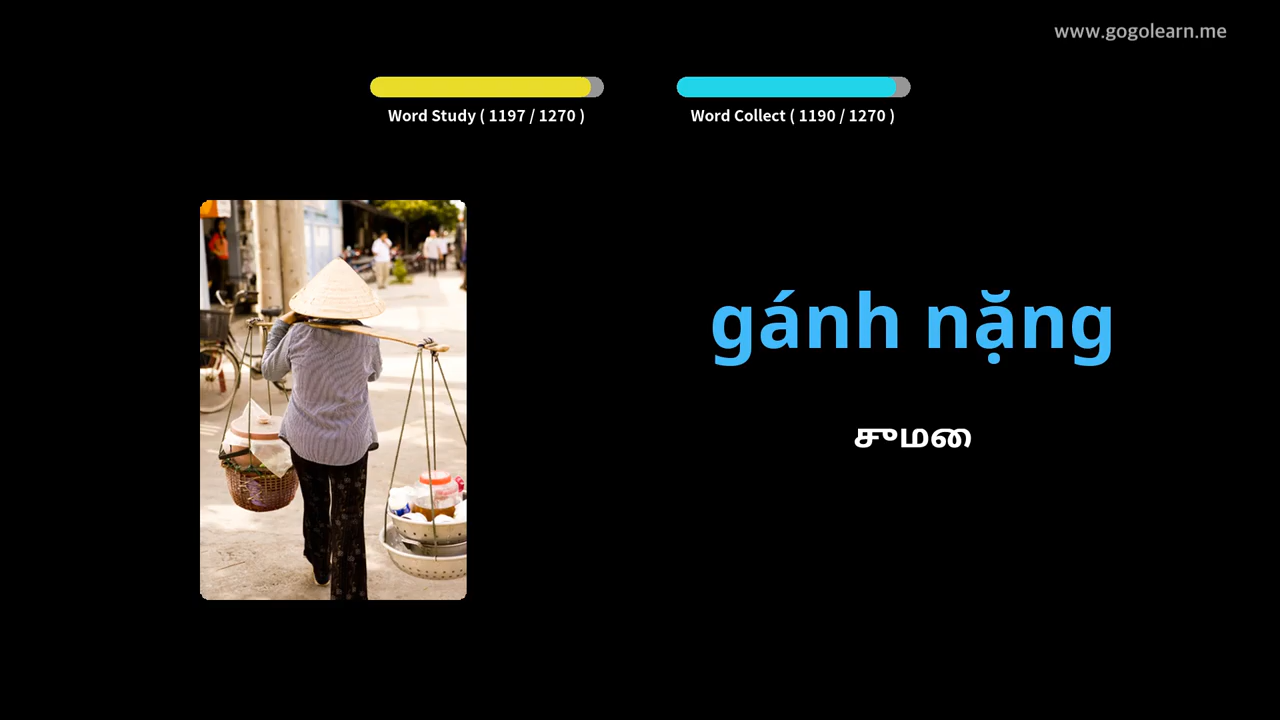 www.gogolearn.me
Word Study ( 1197 / 1270 )
Word Collect ( 1190 / 1270 )
gánh nặng
சுமை